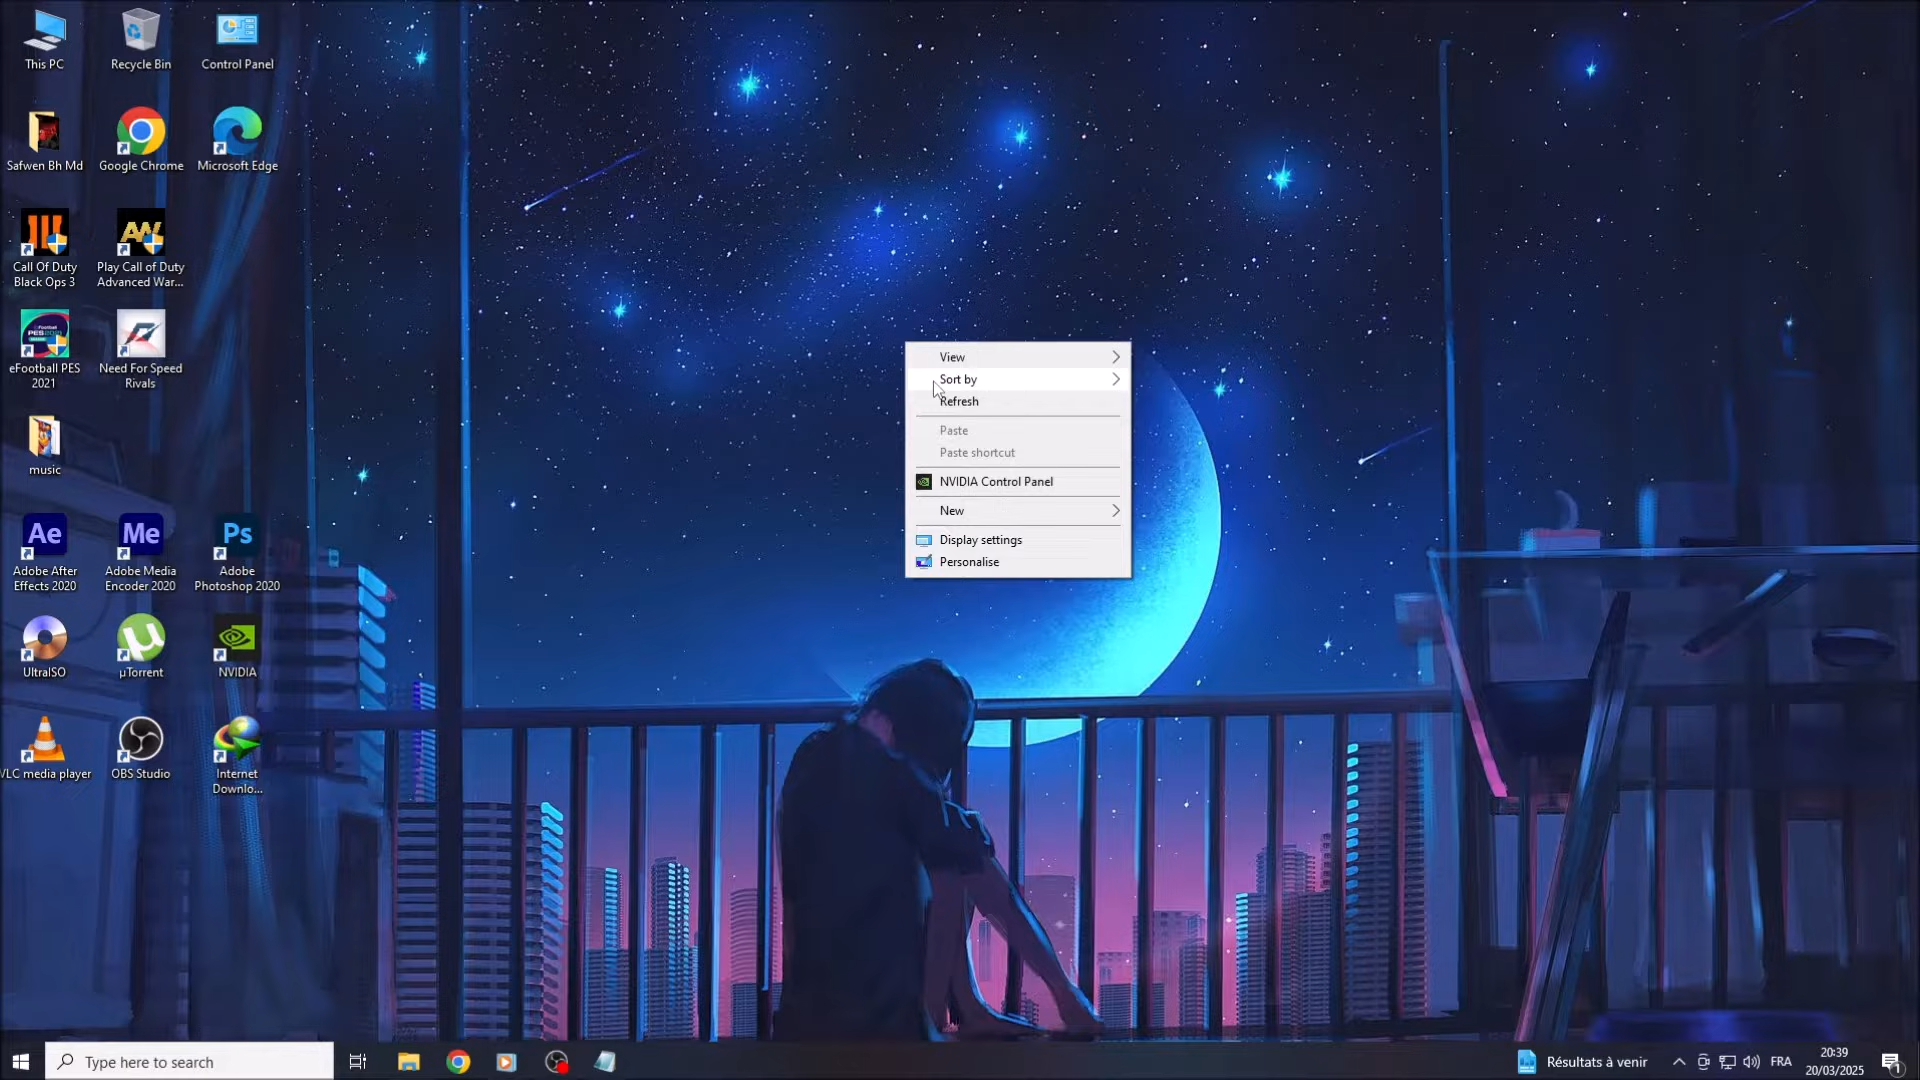 This PC
Recycle Bin
Control Panel
Safwen Bh Md
Google Chrome
Microsoft Edge
Call Of Duty
Black Ops 3
Play Call of Duty
Advanced War...
eFootball PES
2021
Need For Speed
Rivals
music
Ae
Me
Ps
Adobe After
Effects 2020
Adobe Media
Encoder 2020
Adobe
Photoshop 2020
UltraISO
µTorrent
NVIDIA
VLC media player
OBS Studio
Internet
Downlo...
View
Sort by
Refresh
Paste
Paste shortcut
NVIDIA Control Panel
New
Display settings
Personalise
Type here to search
Résultats à venir
FRA
20:39
20/03/2025
1